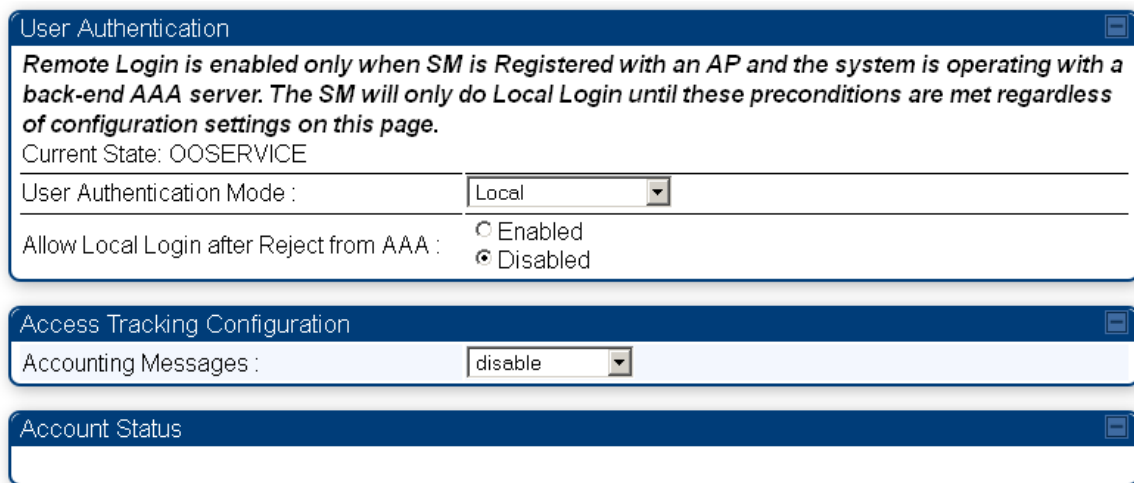 User Authentication
Remote Login is enabled only when SM is Registered with an AP and the system is operating with a
back-end AAA server. The SM will only do Local Login until these preconditions are met regardless
of configuration settings on this page.
Current State: OOSERVICE
User Authentication Mode : Local
Allow Local Login after Reject from AAA : Enabled
Disabled
Access Tracking Configuration
Accounting Messages : disable
Account Status